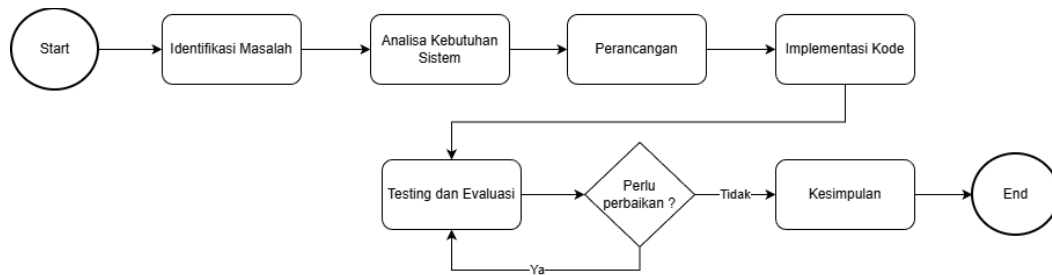 Start
Identifikasi Masalah
Analisa Kebutuhan
Sistem
Perancangan
Implementasi Kode
Testing dan Evaluasi
Perlu
perbaikan ?
Tidak
Kesimpulan
End
Ya